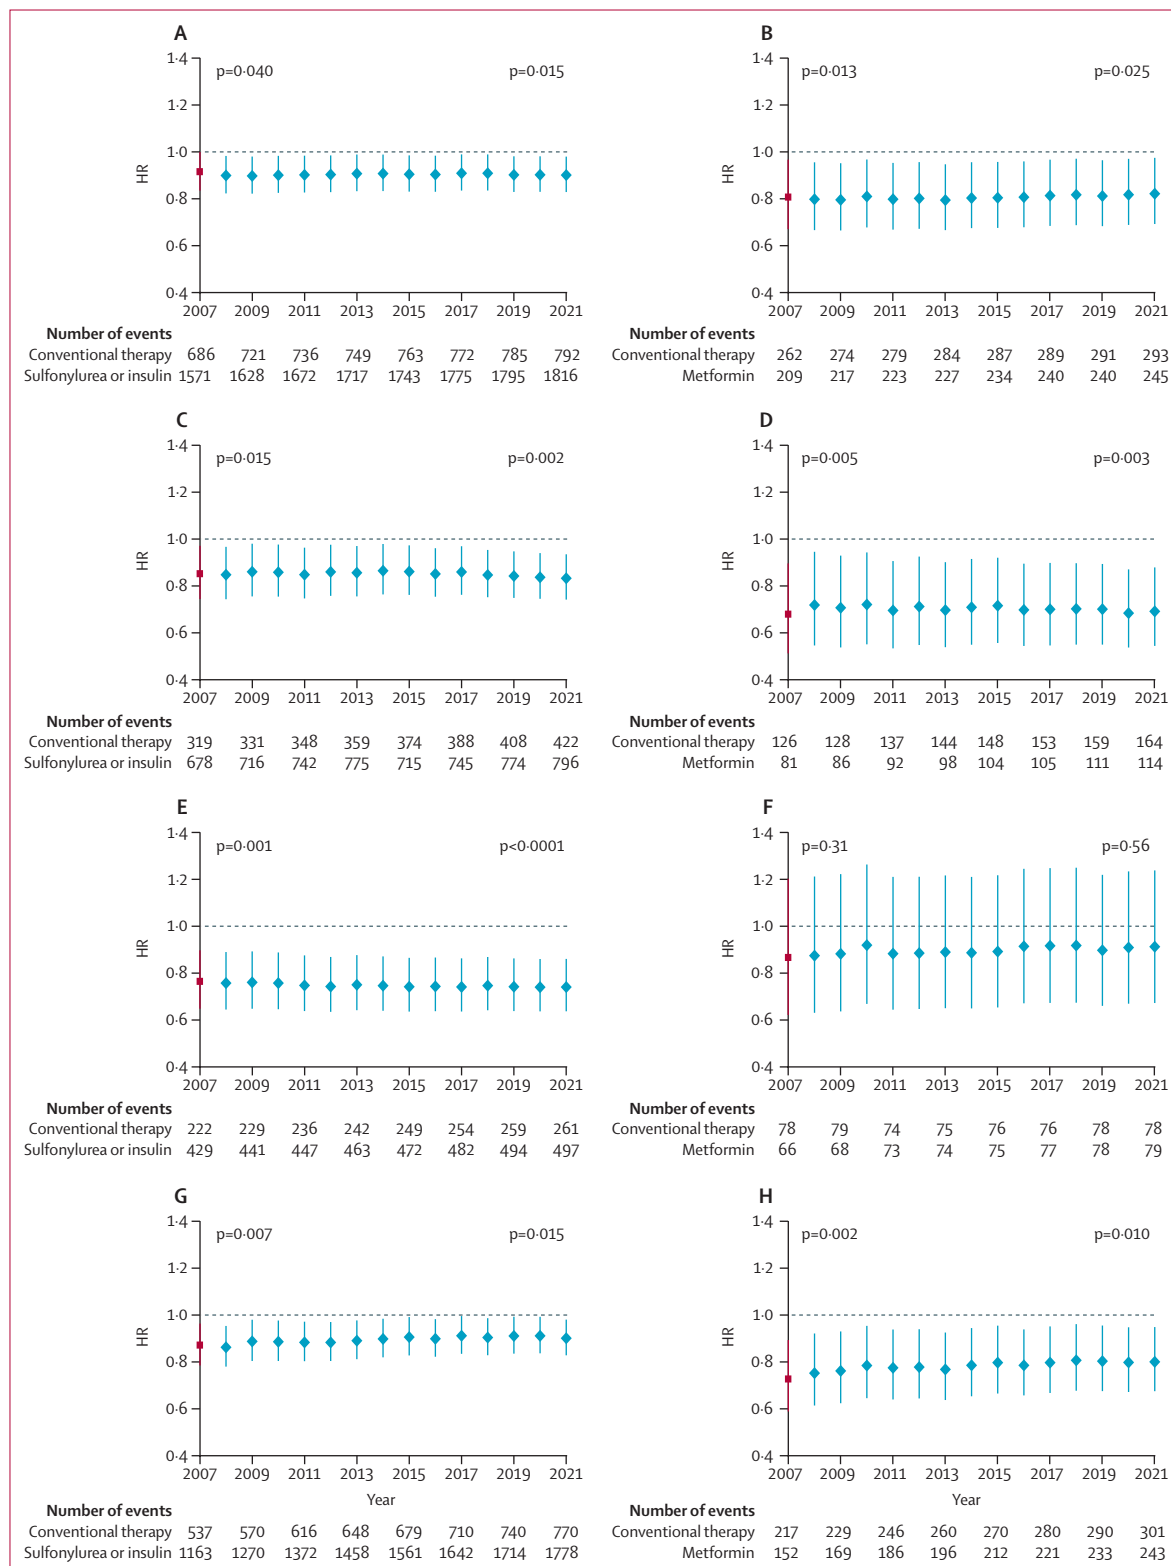 A
1·4
p=0·040 p=0·015
1·2
1·0
HR
0·8
0·6
0·4
2007 2009 2011 2013 2015 2017 2019 2021
Number of events
Conventional therapy 686 721 736 749 763 772 785 792
Sulfonylurea or insulin 1571 1628 1672 1717 1743 1775 1795 1816
B
1·4
p=0·013 p=0·025
1·2
1·0
HR
0·8
0·6
0·4
2007 2009 2011 2013 2015 2017 2019 2021
Number of events
Conventional therapy 262 274 279 284 287 289 291 293
Metformin 209 217 223 227 234 240 240 245
C
1·4
p=0·015 p=0·002
1·2
1·0
HR
0·8
0·6
0·4
2007 2009 2011 2013 2015 2017 2019 2021
Number of events
Conventional therapy 319 331 348 359 374 388 408 422
Sulfonylurea or insulin 678 716 742 775 715 745 774 796
D
1·4
p=0·005 p=0·003
1·2
1·0
HR
0·8
0·6
0·4
2007 2009 2011 2013 2015 2017 2019 2021
Number of events
Conventional therapy 126 128 137 144 148 153 159 164
Metformin 81 86 92 98 104 105 111 114
E
1·4
p=0·001 p<0·0001
1·2
1·0
HR
0·8
0·6
0·4
2007 2009 2011 2013 2015 2017 2019 2021
Number of events
Conventional therapy 222 229 236 242 249 254 259 261
Sulfonylurea or insulin 429 441 447 463 472 482 494 497
F
1·4
p=0·31 p=0·56
1·2
1·0
HR
0·8
0·6
0·4
2007 2009 2011 2013 2015 2017 2019 2021
Number of events
Conventional therapy 78 79 74 75 76 76 78 78
Metformin 66 68 73 74 75 77 78 79
G
1·4
p=0·007 p=0·015
1·2
1·0
HR
0·8
0·6
0·4
2007 2009 2011 2013 2015 2017 2019 2021
Year
Number of events
Conventional therapy 537 570 616 648 679 710 740 770
Sulfonylurea or insulin 1163 1270 1372 1458 1561 1642 1714 1778
H
1·4
p=0·002 p=0·010
1·2
1·0
HR
0·8
0·6
0·4
2007 2009 2011 2013 2015 2017 2019 2021
Year
Number of events
Conventional therapy 217 229 246 260 270 280 290 301
Metformin 152 169 186 196 212 221 233 243